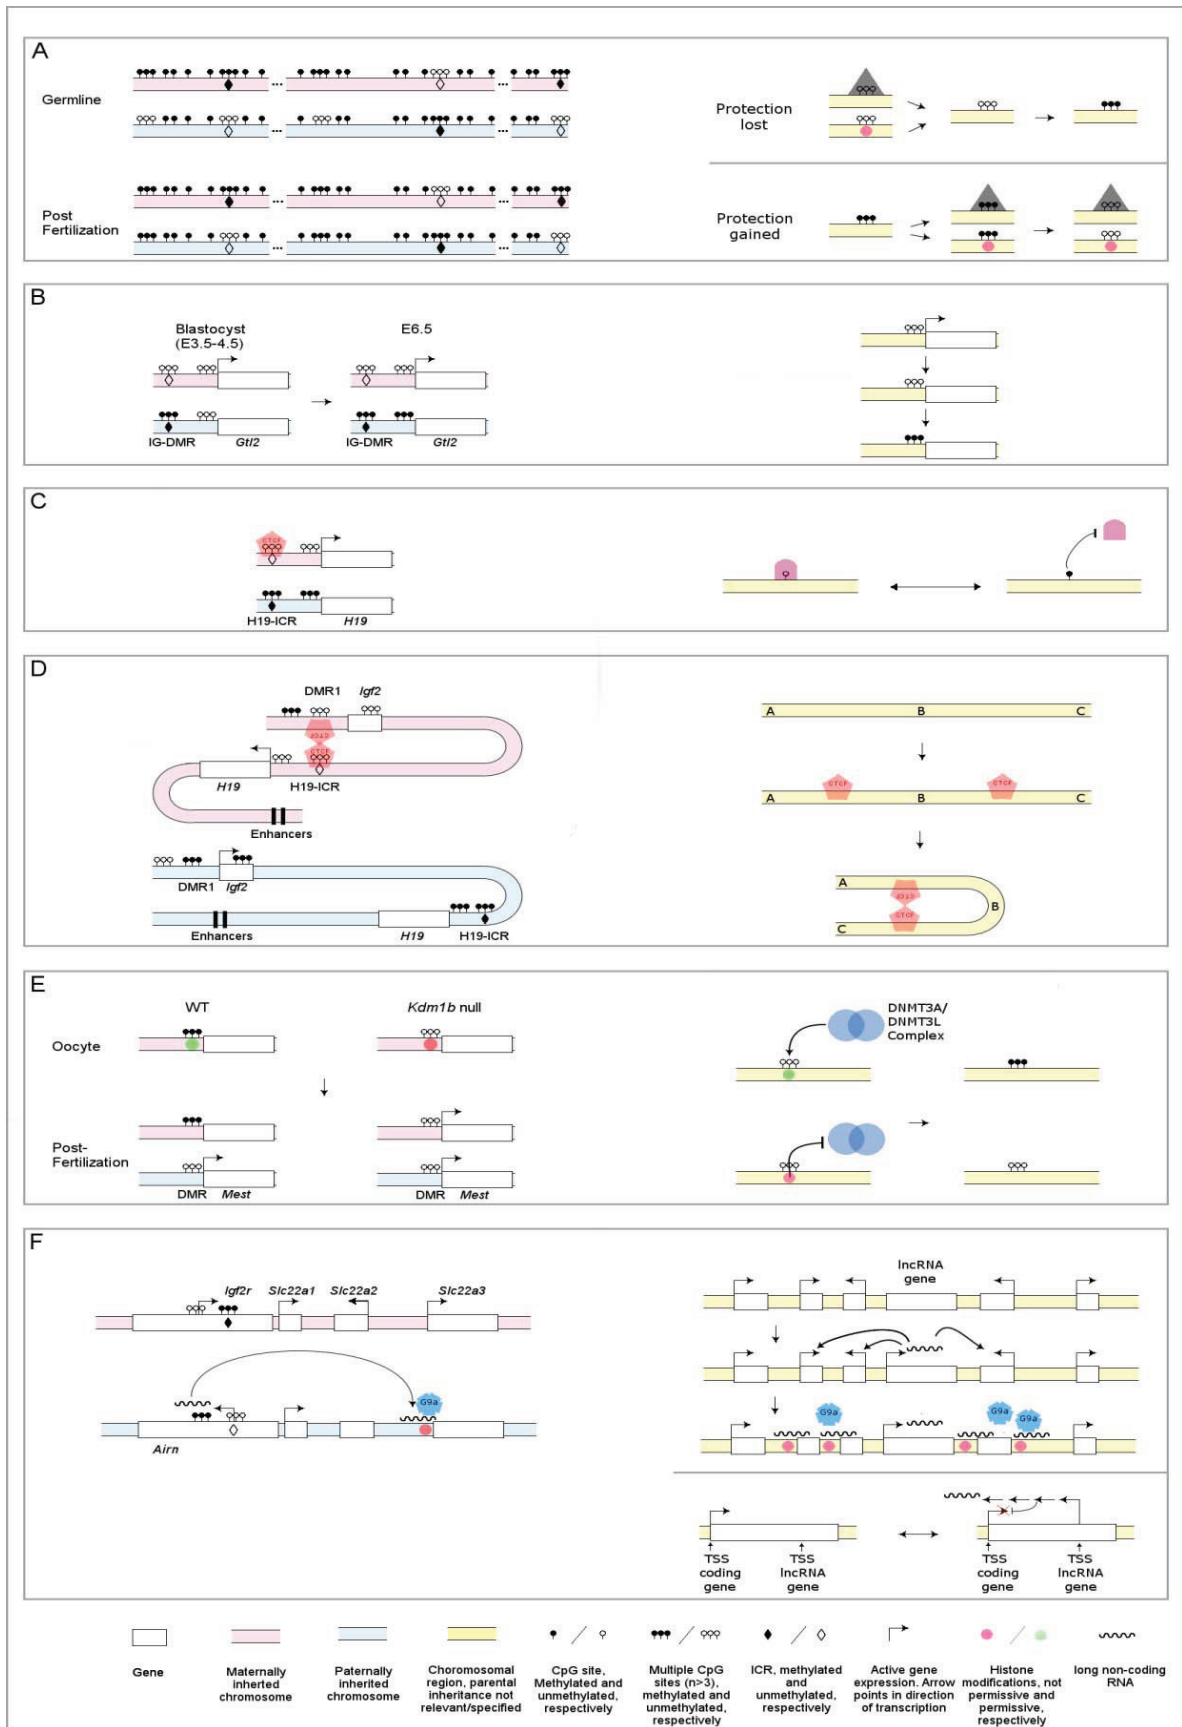 A
Germline
Post
Fertilization
...
...
...
...
...
...
...
...
Protection
lost
Protection
gained
B
Blastocyst
(E3.5-4.5)
E6.5
IG-DMR
Gtl2
IG-DMR
Gtl2
C
CTCF
H19-ICR
H19
D
DMR1
Igf2
CTCF
CTCF
H19
H19-ICR
Enhancers
DMR1
Igf2
Enhancers
H19
H19-ICR
A
B
C
CTCF
CTCF
A
B
C
A
CTCF
CTCF
B
C
E
WT
Kdm1b null
Oocyte
Post-
Fertilization
DMR
Mest
DMR
Mest
DNMT3A/
DNMT3L
Complex
F
Igf2r
Slc22a1
Slc22a2
Slc22a3
G9a
Airn
lncRNA
gene
G9a
G9a
G9a
TSS
coding
gene
TSS
lncRNA
gene
TSS
coding
gene
TSS
lncRNA
gene
Gene
Maternally
inherted
chromosome
Paternally
inherited
chromosome
Choromosomal
region, parental
inheritance not
relevant/specified
CpG site,
Methylated and
unmethylated,
respectively
Multiple CpG
sites (n>3),
methylated and
unmethylated,
respectively
ICR, methylated
and
unmethylated,
respectively
Active gene
expression. Arrow
points in direction
of transcription
Histone
modifications, not
permissive and
permissive,
respectively
long non-coding
RNA